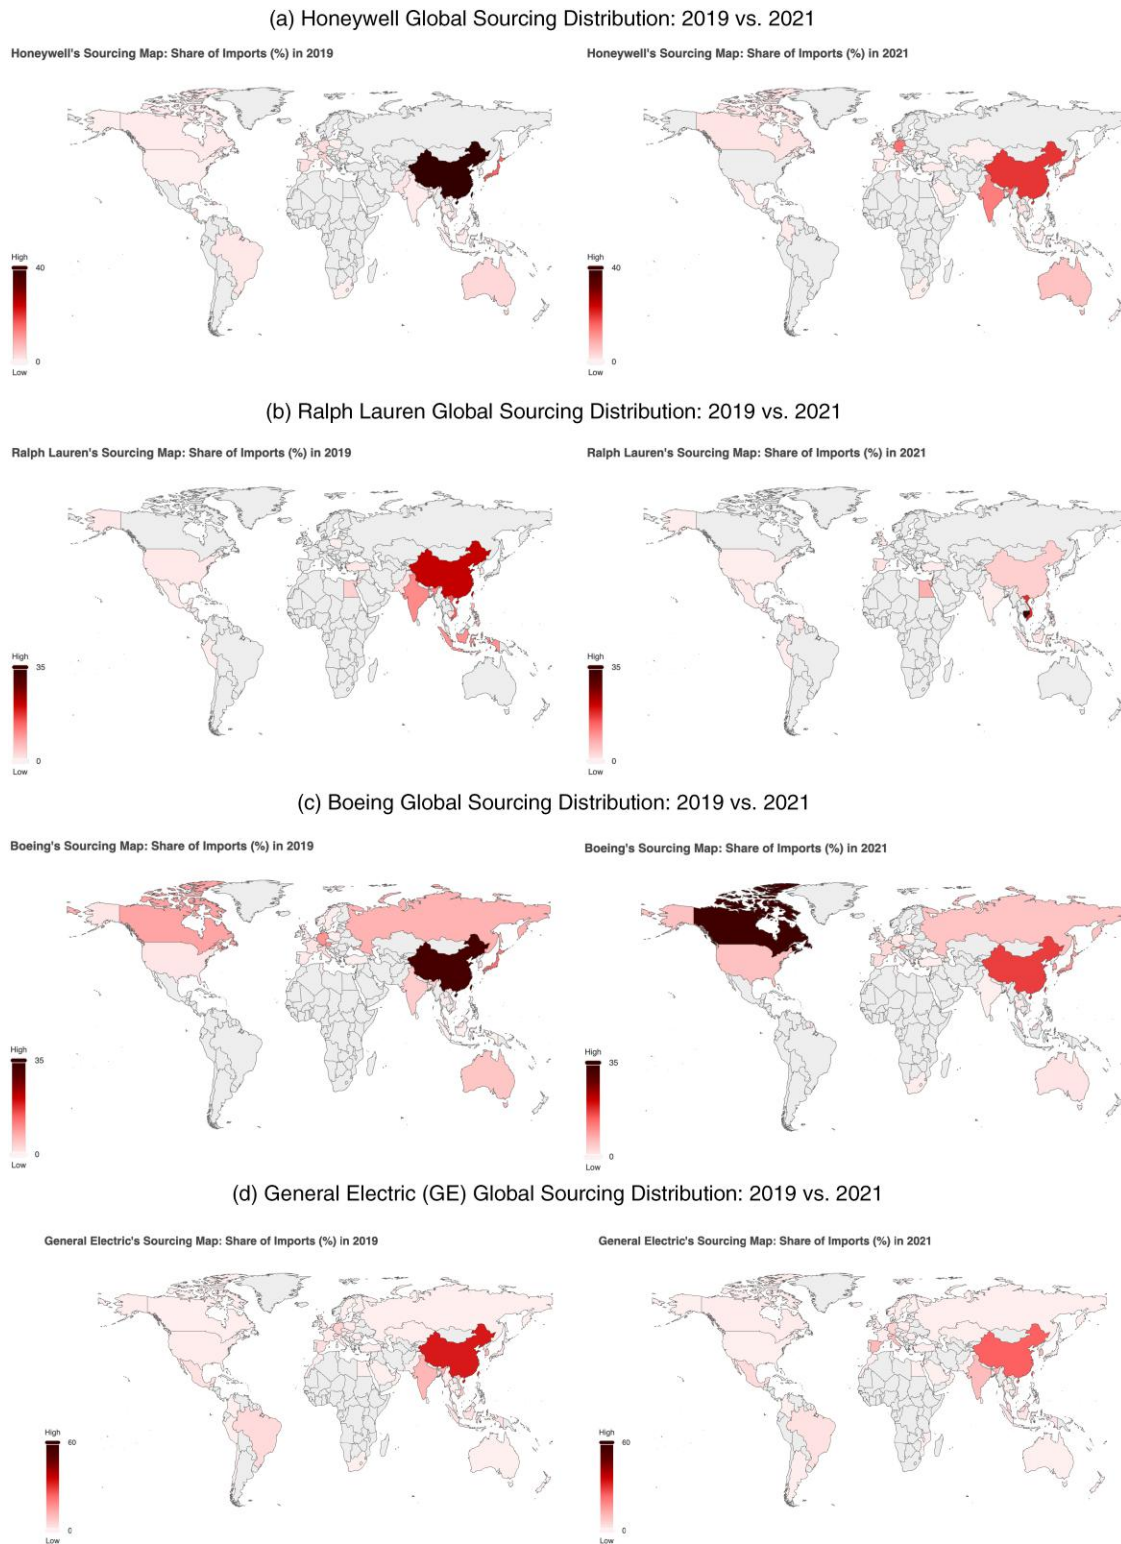 (a) Honeywell Global Sourcing Distribution: 2019 vs. 2021
Honeywell's Sourcing Map: Share of Imports (%) in 2019
Honeywell's Sourcing Map: Share of Imports (%) in 2021
High
40
0
Low
High
40
0
Low
(b) Ralph Lauren Global Sourcing Distribution: 2019 vs. 2021
Ralph Lauren's Sourcing Map: Share of Imports (%) in 2019
Ralph Lauren's Sourcing Map: Share of Imports (%) in 2021
High
35
0
Low
High
35
0
Low
(c) Boeing Global Sourcing Distribution: 2019 vs. 2021
Boeing's Sourcing Map: Share of Imports (%) in 2019
Boeing's Sourcing Map: Share of Imports (%) in 2021
High
35
0
Low
High
35
0
Low
(d) General Electric (GE) Global Sourcing Distribution: 2019 vs. 2021
General Electric's Sourcing Map: Share of Imports (%) in 2019
General Electric's Sourcing Map: Share of Imports (%) in 2021
High
60
0
Low
High
60
0
Low